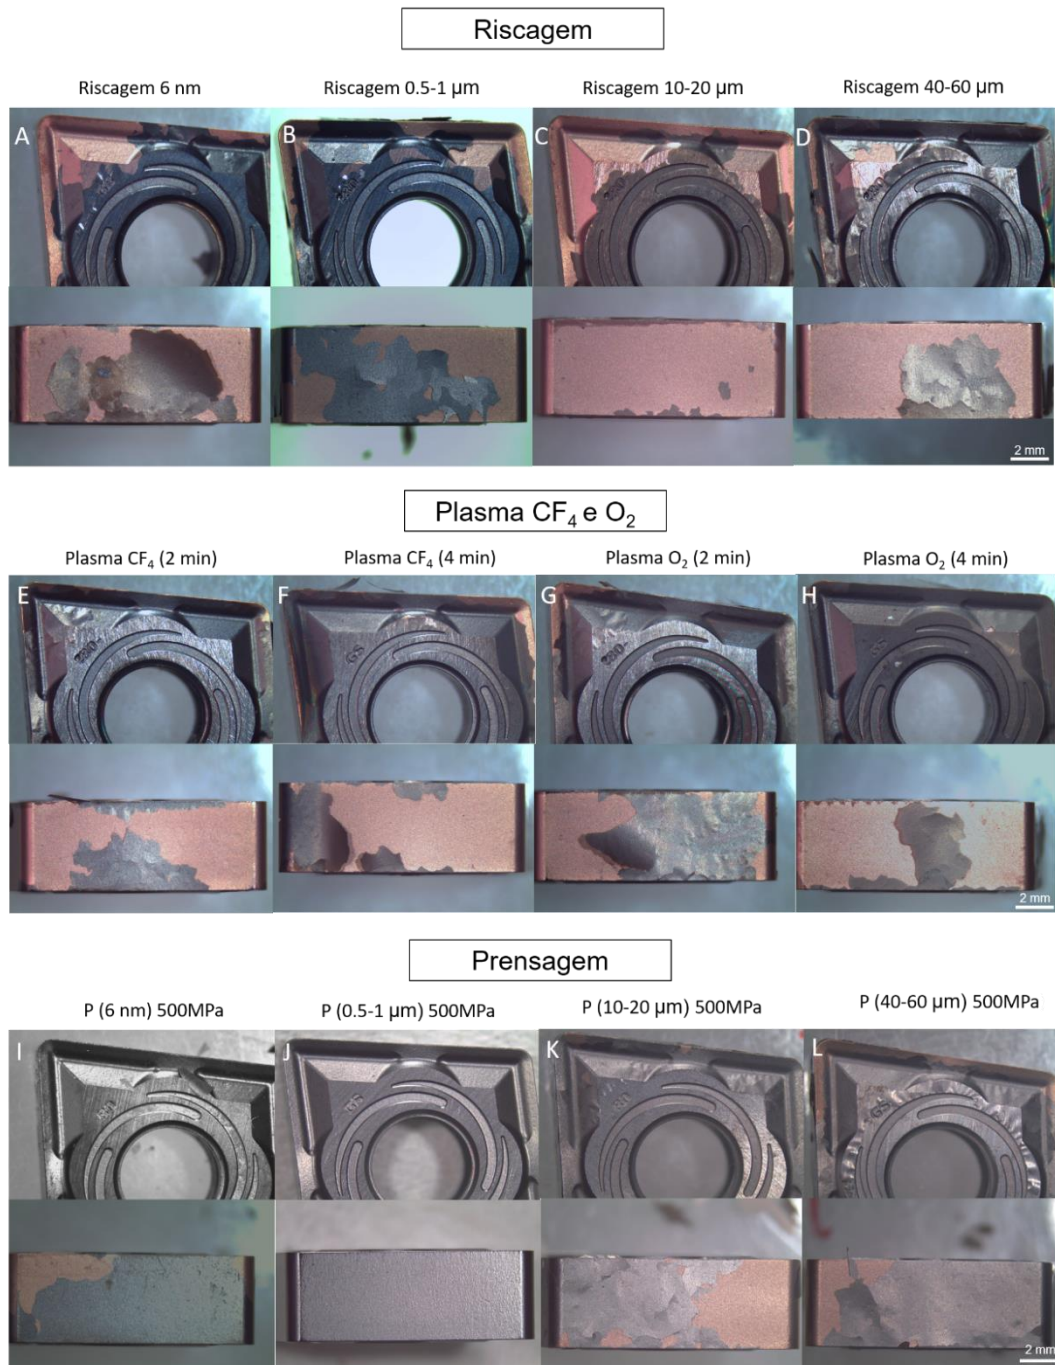 Riscagem
Riscagem 6 nm
Riscagem 0.5-1 μm
Riscagem 10-20 μm
Riscagem 40-60 μm
A
B
C
D
2 mm
Plasma CF₄ e O₂
Plasma CF₄ (2 min)
Plasma CF₄ (4 min)
Plasma O₂ (2 min)
Plasma O₂ (4 min)
E
F
G
H
GS
2 mm
Prensagem
P (6 nm) 500MPa
P (0.5-1 μm) 500MPa
P (10-20 μm) 500MPa
P (40-60 μm) 500MPa
I
J
K
L
GS
GS
2 mm